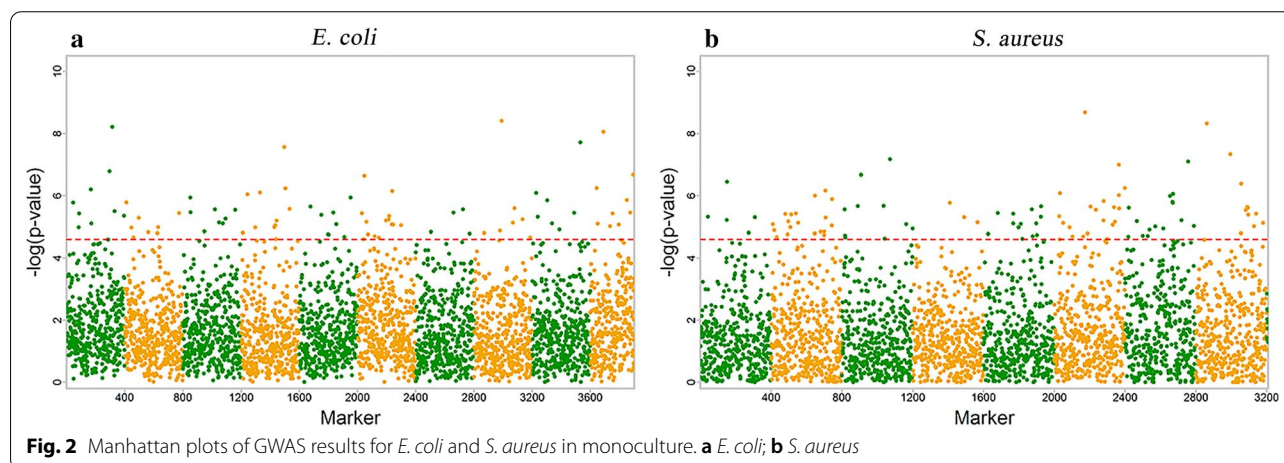 a E. coli
b S. aureus
-log(p-value)
10
8
6
4
2
0
400 800 1200 1600 2000 2400 2800 3200 3600
Marker
-log(p-value)
10
8
6
4
2
0
400 800 1200 1600 2000 2400 2800 3200
Marker
Fig. 2 Manhattan plots of GWAS results for E. coli and S. aureus in monoculture. a E. coli; b S. aureus